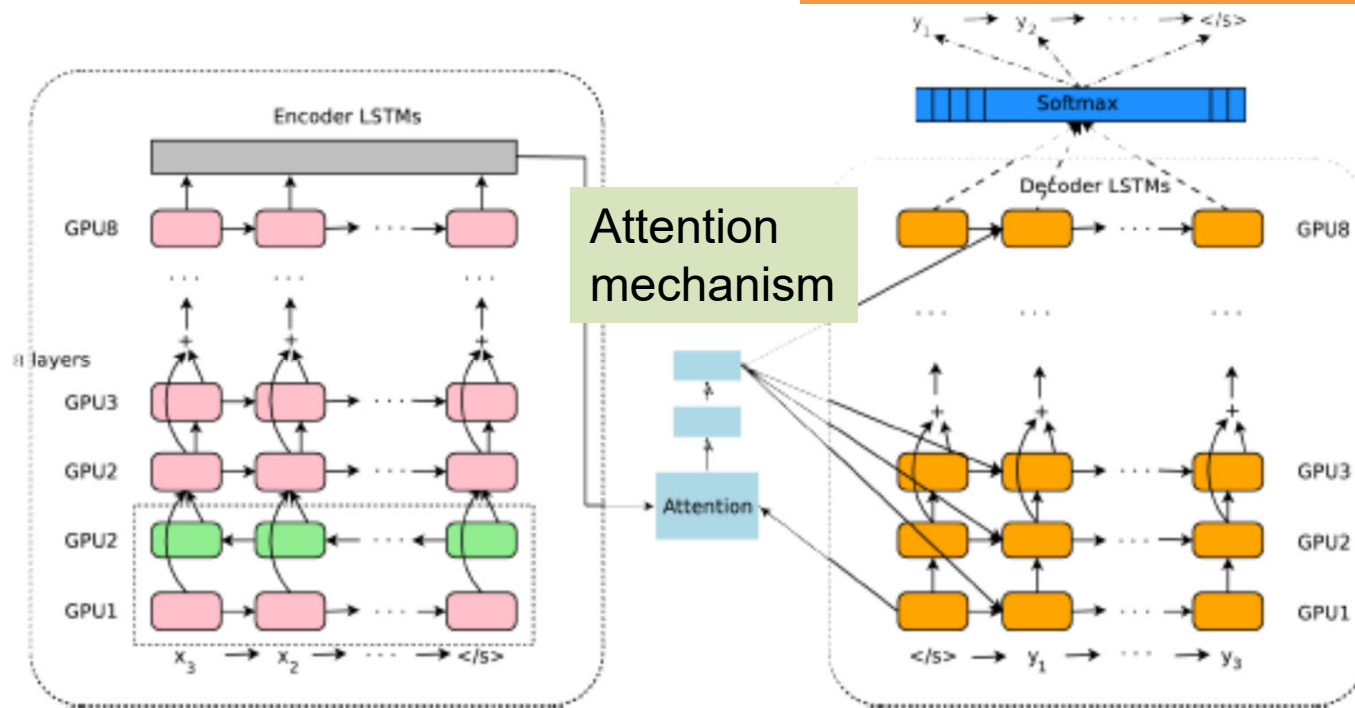 y1 y2 ... </s>
Softmax
Encoder LSTMs
Decoder LSTMs
GPU8 ... ... GPU8
Attention
mechanism
... ... ... ... ... ...
+ + +
8 layers
+ + +
GPU3 ... ... GPU3
GPU2 ... ... GPU2
Attention
GPU2 ...
GPU1 ... ... GPU1
x3 x2 ... </s>
</s> y1 ... y3